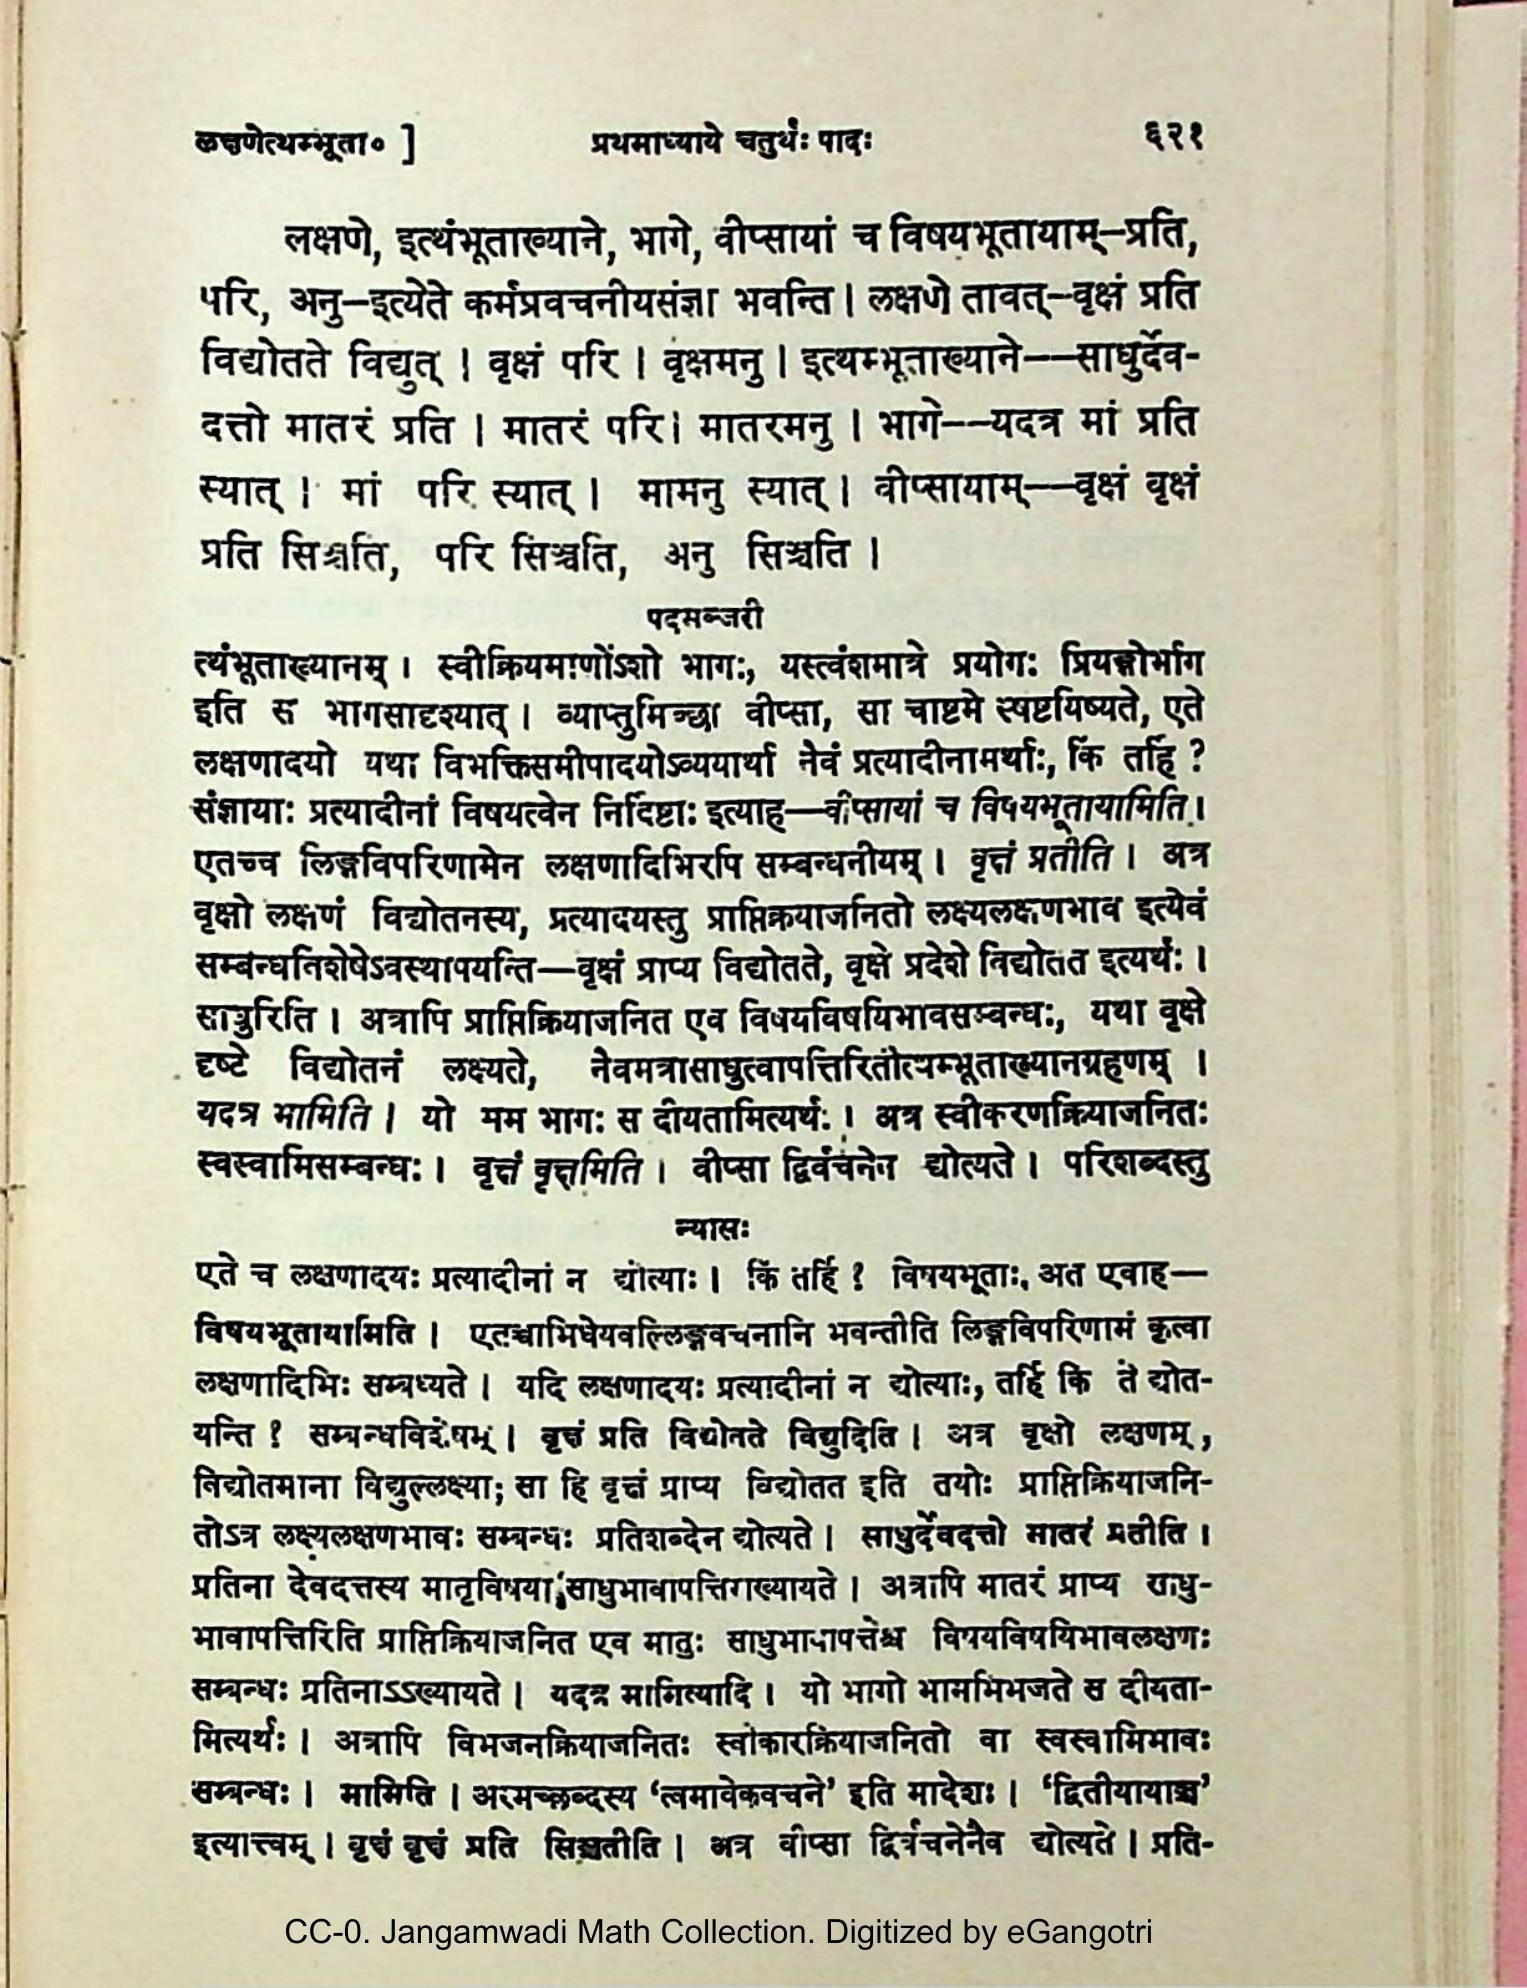 लक्षणेत्थम्भूता० ]
प्रथमाध्याये चतुर्थः पादः
६२१
लक्षणे, इत्थंभूताख्याने, भागे, वीप्सायां च विषयभूतायाम्–प्रति,
परि, अनु–इत्येते कर्मप्रवचनीयसंज्ञा भवन्ति । लक्षणे तावत्–वृक्षं प्रति
विद्योतते विद्युत् । वृक्षं परि । वृक्षमनु । इत्थम्भूताख्याने––साधुर्देव-
दत्तो मातरं प्रति । मातरं परि। मातरमनु । भागे––यदत्र मां प्रति
स्यात् । मां परि स्यात् । मामनु स्यात् । वीप्सायाम्––वृक्षं वृक्षं
प्रति सिञ्चति, परि सिञ्चति, अनु सिञ्चति ।
पदमञ्जरी
त्थंभूताख्यानम् । स्वीक्रियमाणोंऽशो भागः, यस्त्वंशमात्रे प्रयोगः प्रियङ्गोर्भाग
इति स भागसादृश्यात् । व्याप्तुमिच्छा वीप्सा, सा चाष्टमे स्पष्टयिष्यते, एते
लक्षणादयो यथा विभक्तिसमीपादयोऽव्ययार्था नैवं प्रत्यादीनामर्थाः, किं तर्हि ?
संज्ञायाः प्रत्यादीनां विषयत्वेन निर्दिष्टाः इत्याह—वीप्सायां च विषयभूतायामिति ।
एतच्च लिङ्गविपरिणामेन लक्षणादिभिरपि सम्बन्धनीयम् । वृक्षं प्रतीति । अत्र
वृक्षो लक्षणं विद्योतनस्य, प्रत्यादयस्तु प्राप्तिक्रयाजनितो लक्ष्यलक्षणभाव इत्येवं
सम्बन्धविशेषेऽवस्थापयन्ति—वृक्षं प्राप्य विद्योतते, वृक्षे प्रदेशे विद्योतत इत्यर्थः ।
साधुरिति । अत्रापि प्राप्तिक्रियाजनित एव विषयविषयिभावसम्बन्धः, यथा वृक्षे
दृष्टे विद्योतनं लक्ष्यते, नैवमत्रासाधुत्वापत्तिरितीत्थम्भूताख्यानग्रहणम् ।
यदत्र मामिति । यो मम भागः स दीयतामित्यर्थः । अत्र स्वीकरणक्रियाजनितः
स्वस्वामिसम्बन्धः । वृक्षं वृक्षमिति । वीप्सा द्विर्वचनेन द्योत्यते । परिशब्दस्तु
न्यासः
एते च लक्षणादयः प्रत्यादीनां न द्योत्याः । किं तर्हि ? विषयभूताः, अत एवाह—
विषयभूतायामिति । एतच्चाभिधेयवल्लिङ्गवचनानि भवन्तीति लिङ्गविपरिणामं कृत्वा
लक्षणादिभिः सम्बध्यते । यदि लक्षणादयः प्रत्यादीनां न द्योत्याः, तर्हि किं ते द्योत-
यन्ति ? सम्बन्धविशेषम् । वृक्षं प्रति विद्योतते विद्युदिति । अत्र वृक्षो लक्षणम्,
विद्योतमाना विद्युल्लक्ष्या; सा हि वृक्षं प्राप्य विद्योतत इति तयोः प्राप्तिक्रियाजनि-
तोऽत्र लक्ष्यलक्षणभावः सम्बन्धः प्रतिशब्देन द्योत्यते । साधुर्देवदत्तो मातरं प्रतीति ।
प्रतिना देवदत्तस्य मातृविषया साधुभावापत्तिराख्यायते । अत्रापि मातरं प्राप्य साधु-
भावापत्तिरिति प्राप्तिक्रियाजनित एव मातुः साधुभावापत्तेश्च विषयविषयिभावलक्षणः
सम्बन्धः प्रतिनाऽऽख्यायते । यदत्र मामित्यादि । यो भागो मामभिभजते स दीयता-
मित्यर्थः । अत्रापि विभजनक्रियाजनितः स्वीकारक्रियाजनितो वा स्वस्वामिभावः
सम्बन्धः । मामिति । अस्मच्छब्दस्य ‘त्वमावेकवचने’ इति मादेशः । ‘द्वितीयायाञ्च’
इत्यात्त्वम् । वृक्षं वृक्षं प्रति सिञ्चतीति । अत्र वीप्सा द्विर्वचनेनैव द्योत्यते । प्रति-
CC-0. Jangamwadi Math Collection. Digitized by eGangotri